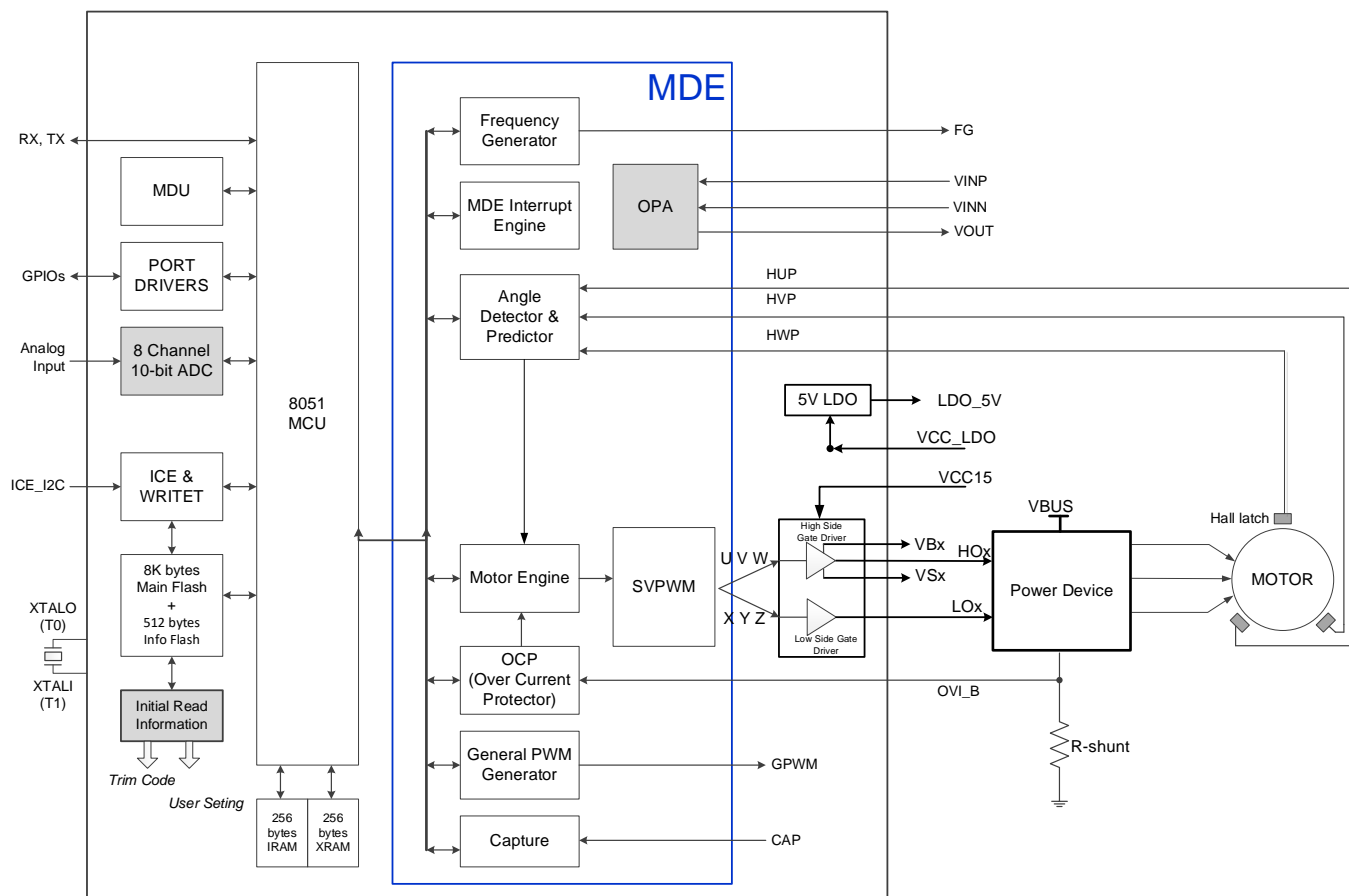 MDE
Frequency
Generator
FG
RX, TX
MDU
MDE Interrupt
Engine
OPA
VINP
VINN
VOUT
GPIOs
PORT
DRIVERS
HUP
Angle
Detector &
Predictor
HVP
HWP
Analog
Input
8 Channel
10-bit ADC
8051
MCU
5V LDO
LDO_5V
VCC_LDO
ICE_I2C
ICE &
WRITET
VCC15
VBUS
Hall latch
High Side
Gate Driver
VBx
HOx
VSx
U V W
8K bytes
Main Flash
+
512 bytes
Info Flash
Motor Engine
SVPWM
Power Device
MOTOR
X Y Z
LOx
Low Side Gate
Driver
XTALO
(T0)
XTALI
(T1)
OCP
(Over Current
Protector)
OVI_B
Initial Read
Information
R-shunt
General PWM
Generator
GPWM
Trim Code
User Seting
256
bytes
IRAM
256
bytes
XRAM
Capture
CAP